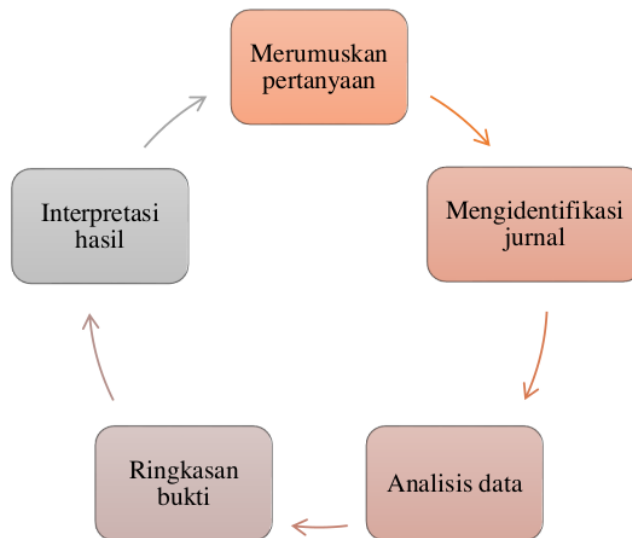 Merumuskan
pertanyaan
Mengidentifikasi
jurnal
Analisis data
Ringkasan
bukti
Interpretasi
hasil